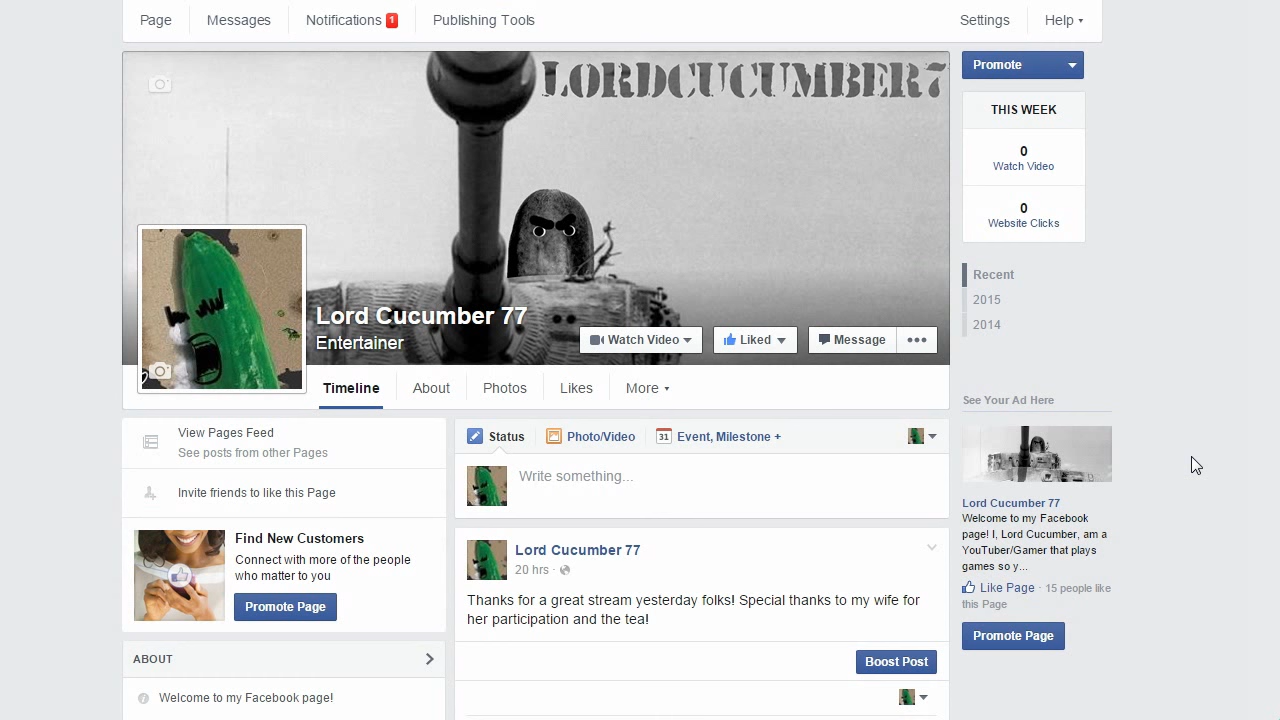 Page
Messages
Notifications 1
Publishing Tools
Settings
Help
LORDCUCUMBER7
Promote
THIS WEEK
0
Watch Video
0
Website Clicks
Recent
2015
2014
Lord Cucumber 77
Entertainer
Watch Video
Liked
Message
Timeline
About
Photos
Likes
More
See Your Ad Here
Lord Cucumber 77
Welcome to my Facebook
page! I, Lord Cucumber, am a
YouTuber/Gamer that plays
games so y...
Like Page · 15 people like
this Page
Promote Page
View Pages Feed
See posts from other Pages
Invite friends to like this Page
Find New Customers
Connect with more of the people
who matter to you
Promote Page
ABOUT
Welcome to my Facebook page!
Status
Photo/Video
31 Event, Milestone +
Write something...
Lord Cucumber 77
20 hrs ·
Thanks for a great stream yesterday folks! Special thanks to my wife for
her participation and the tea!
Boost Post